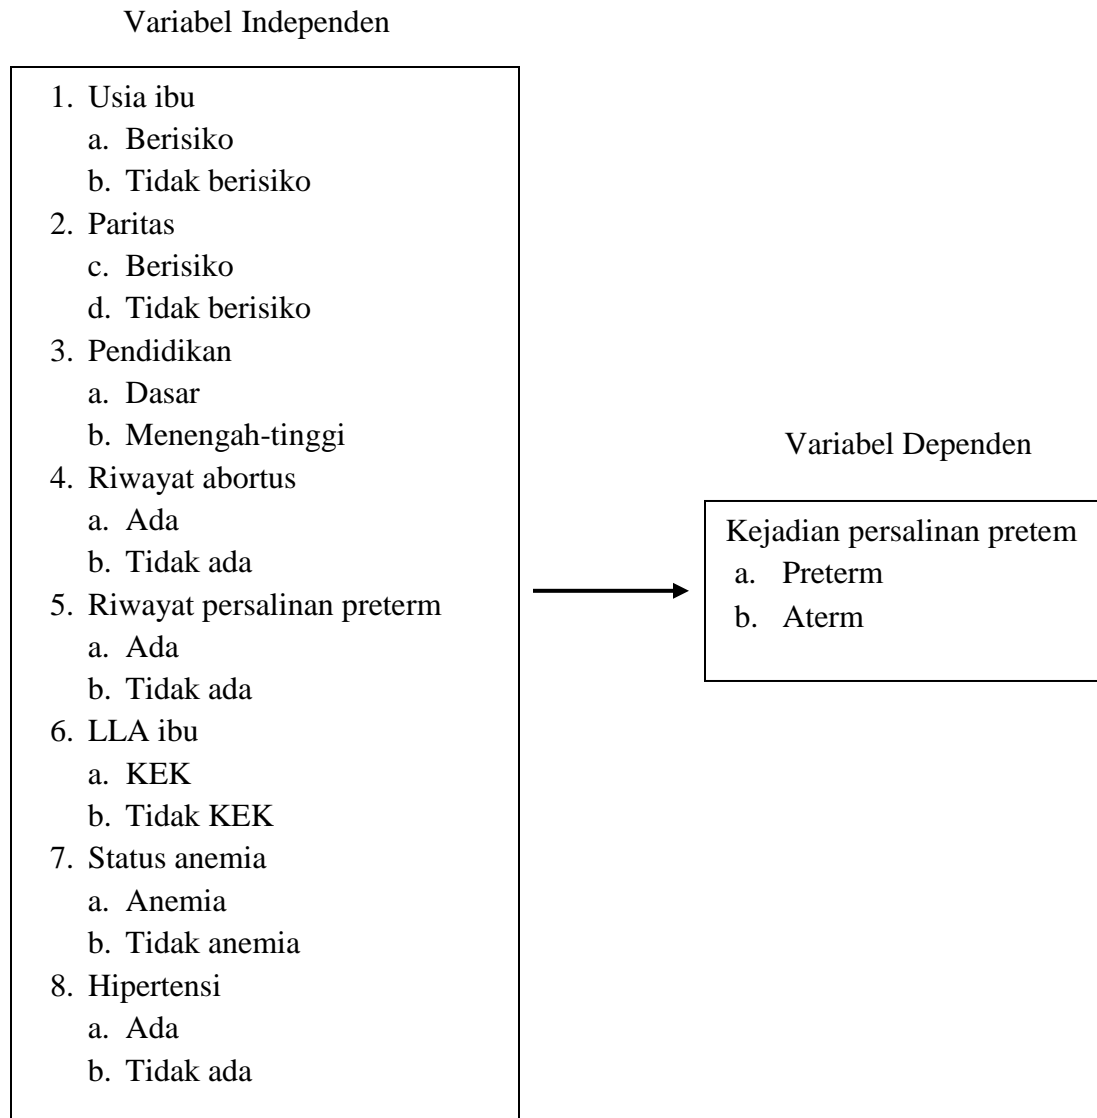 Variabel Independen
1. Usia ibu
a. Berisiko
b. Tidak berisiko
2. Paritas
c. Berisiko
d. Tidak berisiko
3. Pendidikan
a. Dasar
b. Menengah-tinggi
4. Riwayat abortus
a. Ada
b. Tidak ada
5. Riwayat persalinan preterm
a. Ada
b. Tidak ada
6. LLA ibu
a. KEK
b. Tidak KEK
7. Status anemia
a. Anemia
b. Tidak anemia
8. Hipertensi
a. Ada
b. Tidak ada
Variabel Dependen
Kejadian persalinan pretem
a. Preterm
b. Aterm